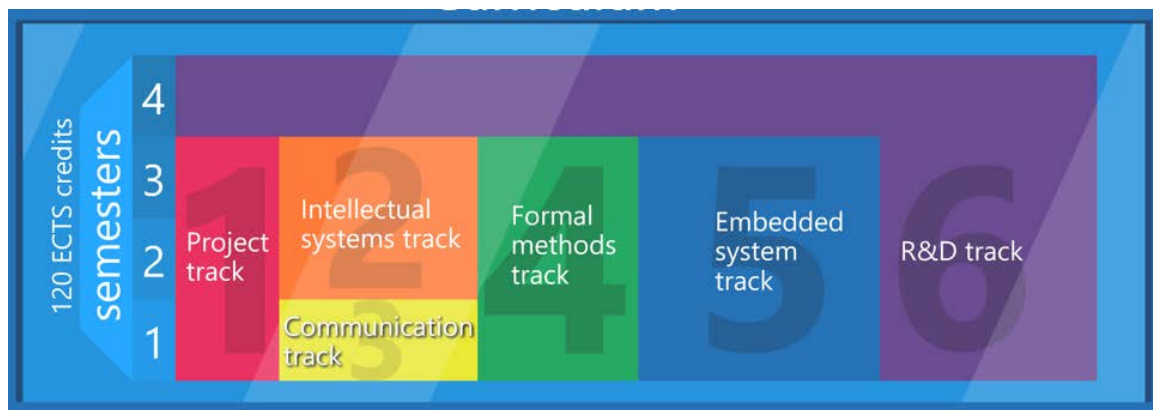 120 ECTS credits
semesters
4
3
2
1
1
Project
track
2
Intellectual
systems track
3
Communication
track
4
Formal
methods
track
5
Embedded
system
track
6
R&D track